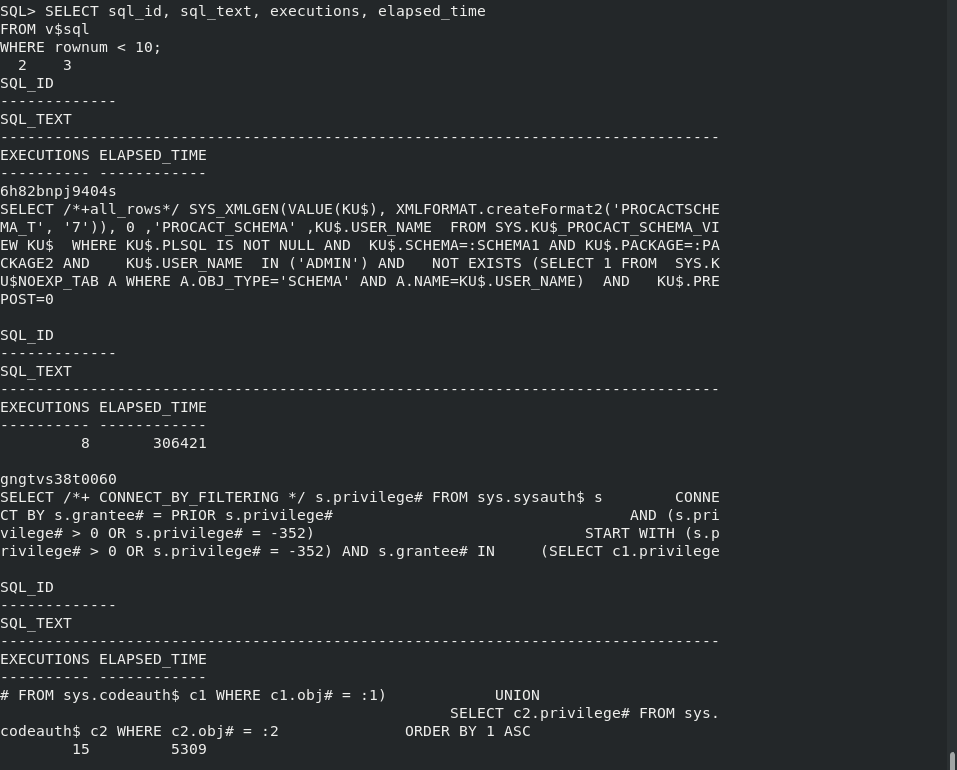 SQL> SELECT sql_id, sql_text, executions, elapsed_time
FROM v$sql
WHERE rownum < 10;
  2    3
SQL_ID
-------------
SQL_TEXT
--------------------------------------------------------------------------------
EXECUTIONS ELAPSED_TIME
---------- ------------
6h82bnpj9404s
SELECT /*+all_rows*/ SYS_XMLGEN(VALUE(KU$), XMLFORMAT.createFormat2('PROCACTSCHE
MA_T', '7')), 0 ,'PROCACT_SCHEMA' ,KU$.USER_NAME  FROM SYS.KU$_PROCACT_SCHEMA_VI
EW KU$  WHERE KU$.PLSQL IS NOT NULL AND  KU$.SCHEMA=:SCHEMA1 AND KU$.PACKAGE=:PA
CKAGE2 AND    KU$.USER_NAME  IN ('ADMIN') AND   NOT EXISTS (SELECT 1 FROM  SYS.K
U$NOEXP_TAB A WHERE A.OBJ_TYPE='SCHEMA' AND A.NAME=KU$.USER_NAME)  AND   KU$.PRE
POST=0

SQL_ID
-------------
SQL_TEXT
--------------------------------------------------------------------------------
EXECUTIONS ELAPSED_TIME
---------- ------------
         8       306421

gngtvs38t0060
SELECT /*+ CONNECT_BY_FILTERING */ s.privilege# FROM sys.sysauth$ s        CONNE
CT BY s.grantee# = PRIOR s.privilege#                                 AND (s.pri
vilege# > 0 OR s.privilege# = -352)                              START WITH (s.p
rivilege# > 0 OR s.privilege# = -352) AND s.grantee# IN     (SELECT c1.privilege

SQL_ID
-------------
SQL_TEXT
--------------------------------------------------------------------------------
EXECUTIONS ELAPSED_TIME
---------- ------------
# FROM sys.codeauth$ c1 WHERE c1.obj# = :1)            UNION
                                                  SELECT c2.privilege# FROM sys.
codeauth$ c2 WHERE c2.obj# = :2              ORDER BY 1 ASC
        15         5309